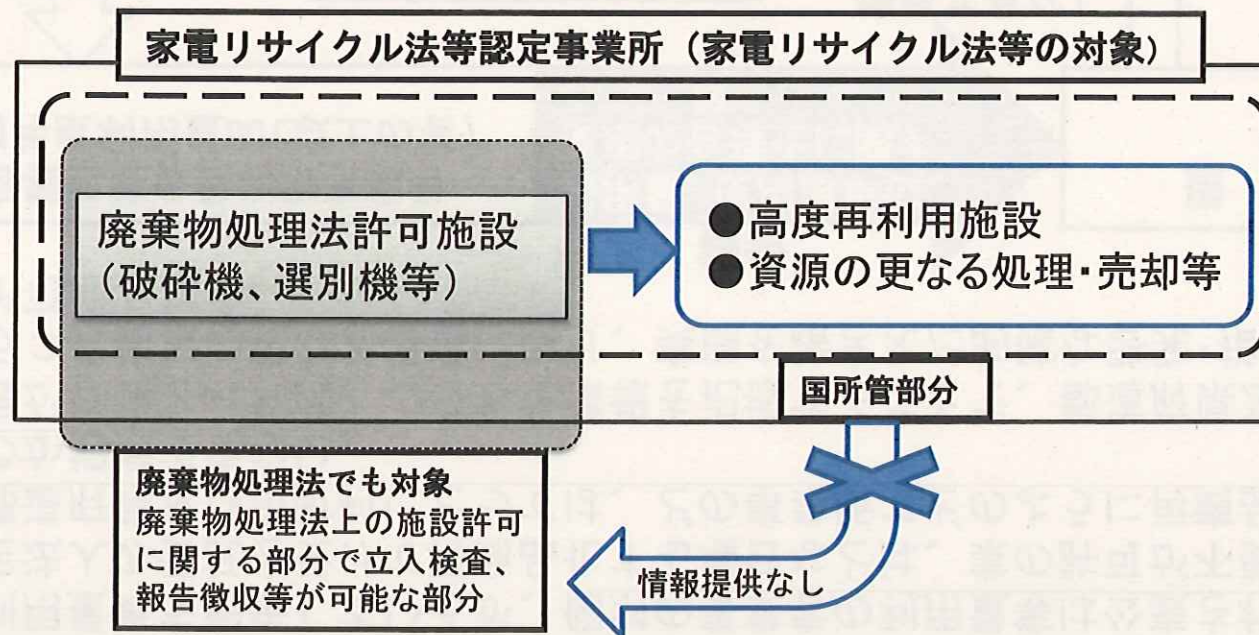 家電リサイクル法等認定事業所（家電リサイクル法等の対象）
廃棄物処理法許可施設
（破砕機、選別機等）
●高度再利用施設
●資源の更なる処理・売却等
国所管部分
廃棄物処理法でも対象
廃棄物処理法上の施設許可
に関する部分で立入検査、
報告徴収等が可能な部分
情報提供なし